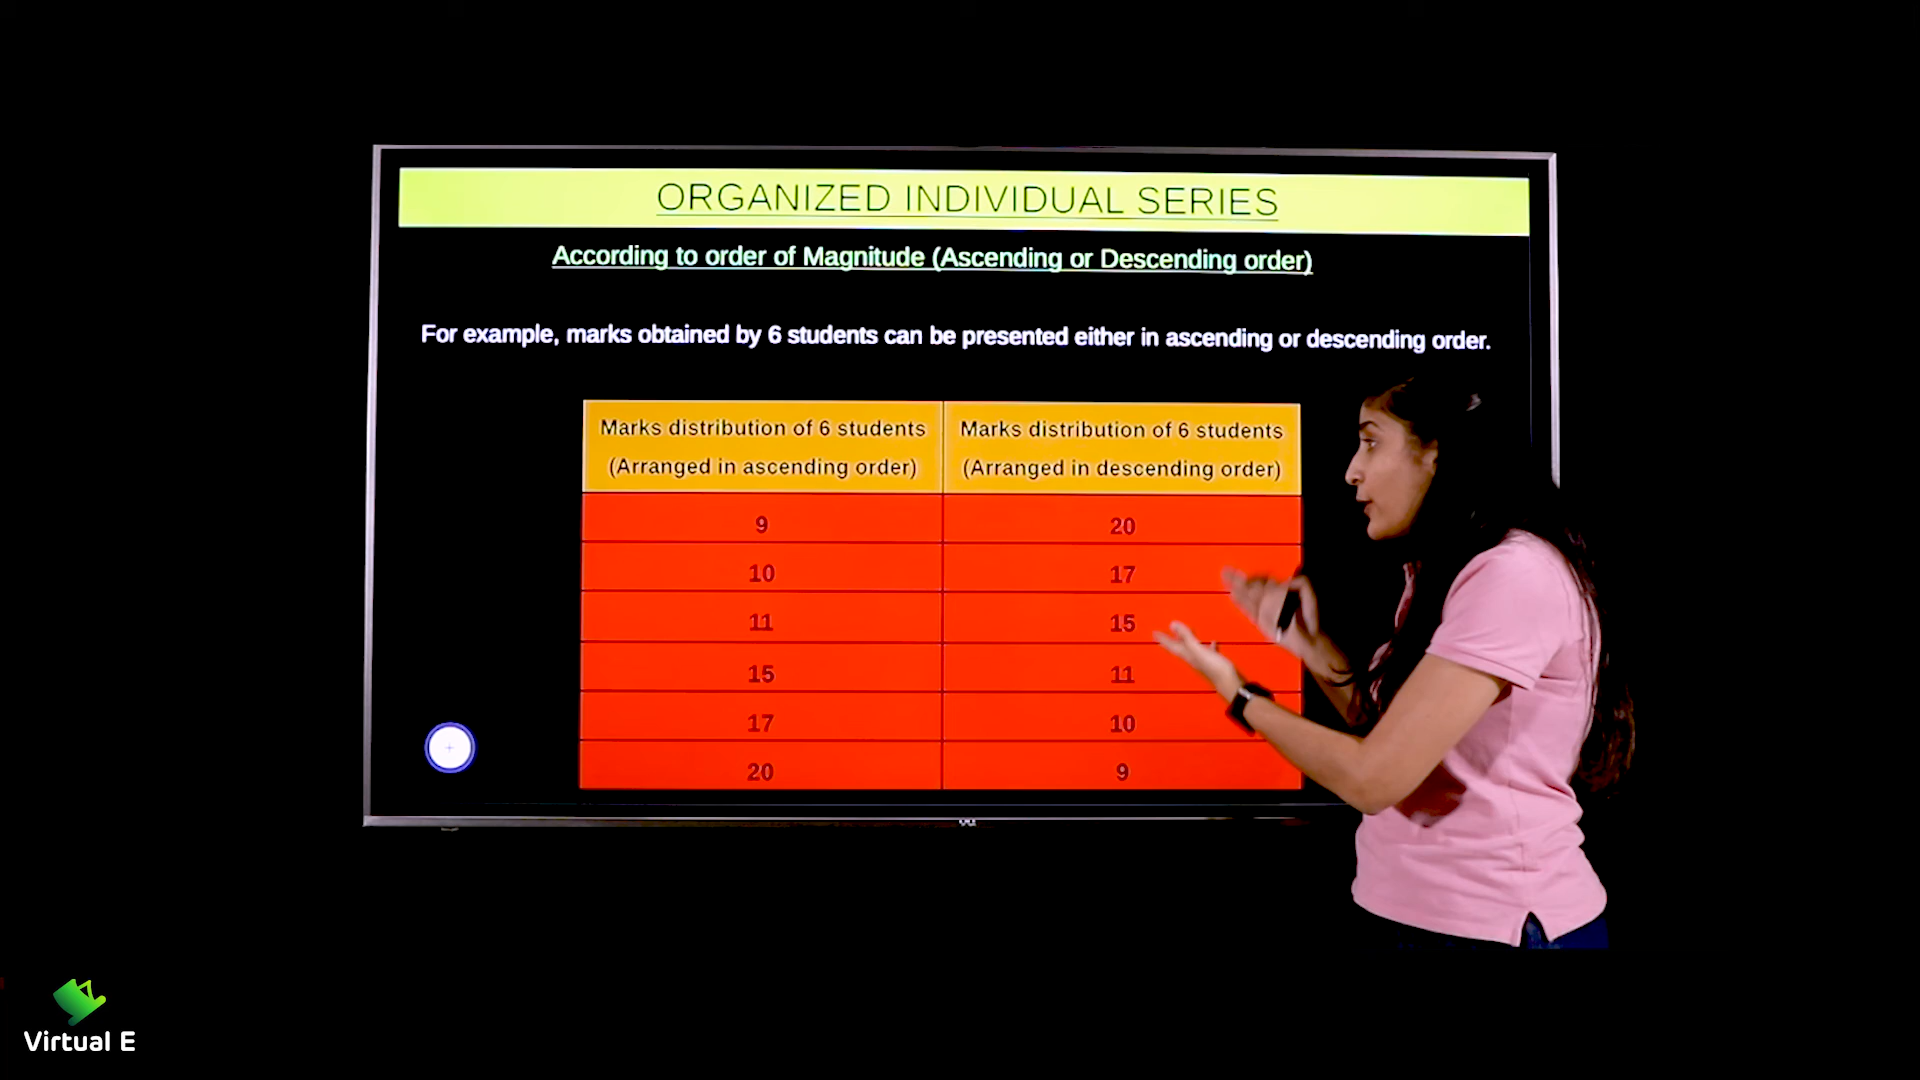 ORGANIZED INDIVIDUAL SERIES
According to order of Magnitude (Ascending or Descending order)
For example, marks obtained by 6 students can be presented either in ascending or descending order.
Marks distribution of 6 students
(Arranged in ascending order)
Marks distribution of 6 students
(Arranged in descending order)
9
20
10
17
11
15
15
11
17
10
20
9
Virtual E